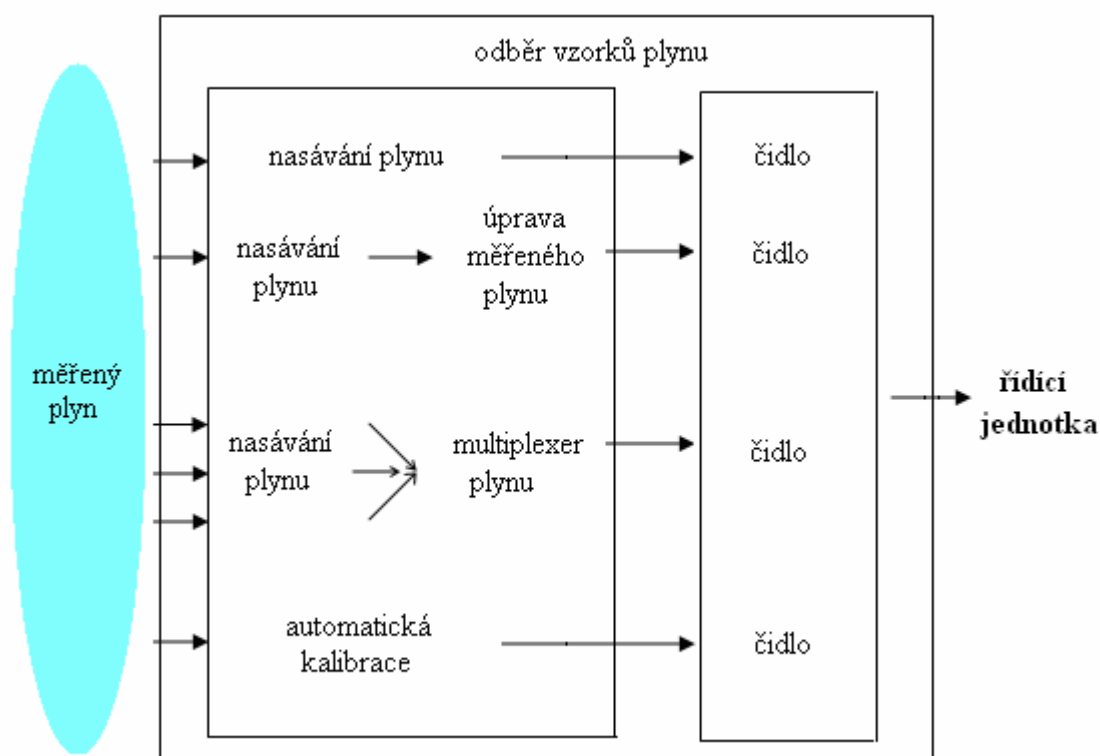 odběr vzorků plynu
měřený
plyn
nasávání plynu
čidlo
nasávání
plynu
úprava
měřeného
plynu
čidlo
nasávání
plynu
multiplexer
plynu
čidlo
automatická
kalibrace
čidlo
řídící
jednotka